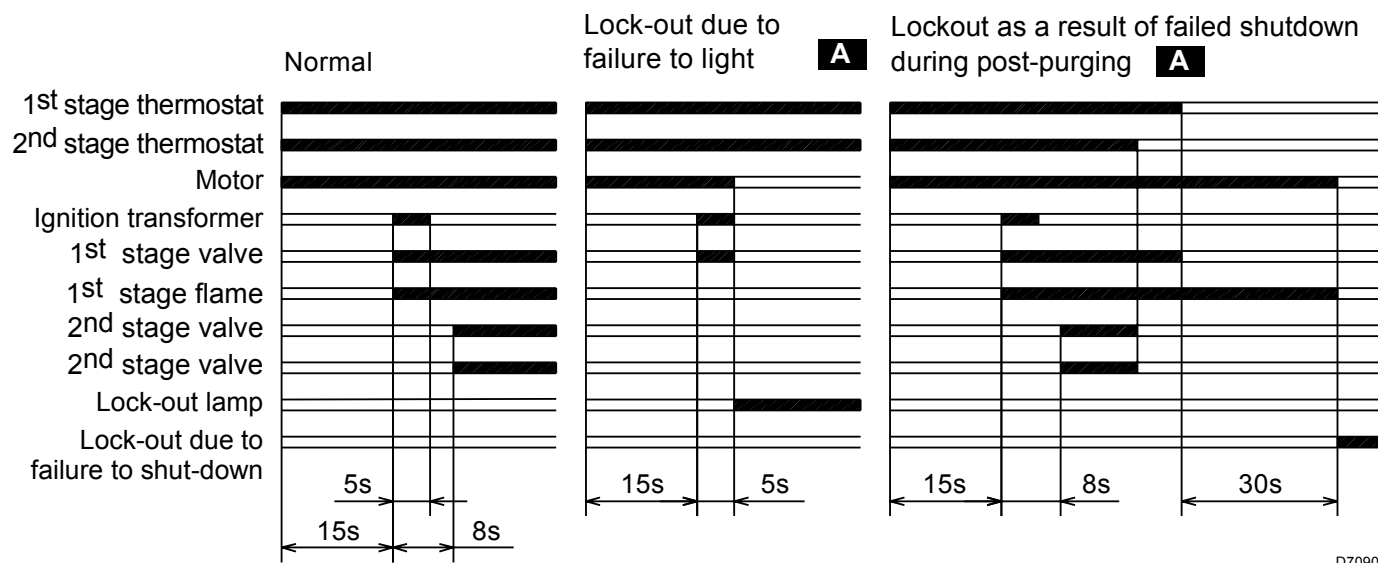 Normal
Lock-out due to
failure to light A
Lockout as a result of failed shutdown
during post-purging A
1st stage thermostat
2nd stage thermostat
Motor
Ignition transformer
1st stage valve
1st stage flame
2nd stage valve
2nd stage valve
Lock-out lamp
Lock-out due to
failure to shut-down
5s
15s 8s
15s 5s
15s 8s 30s
D7090